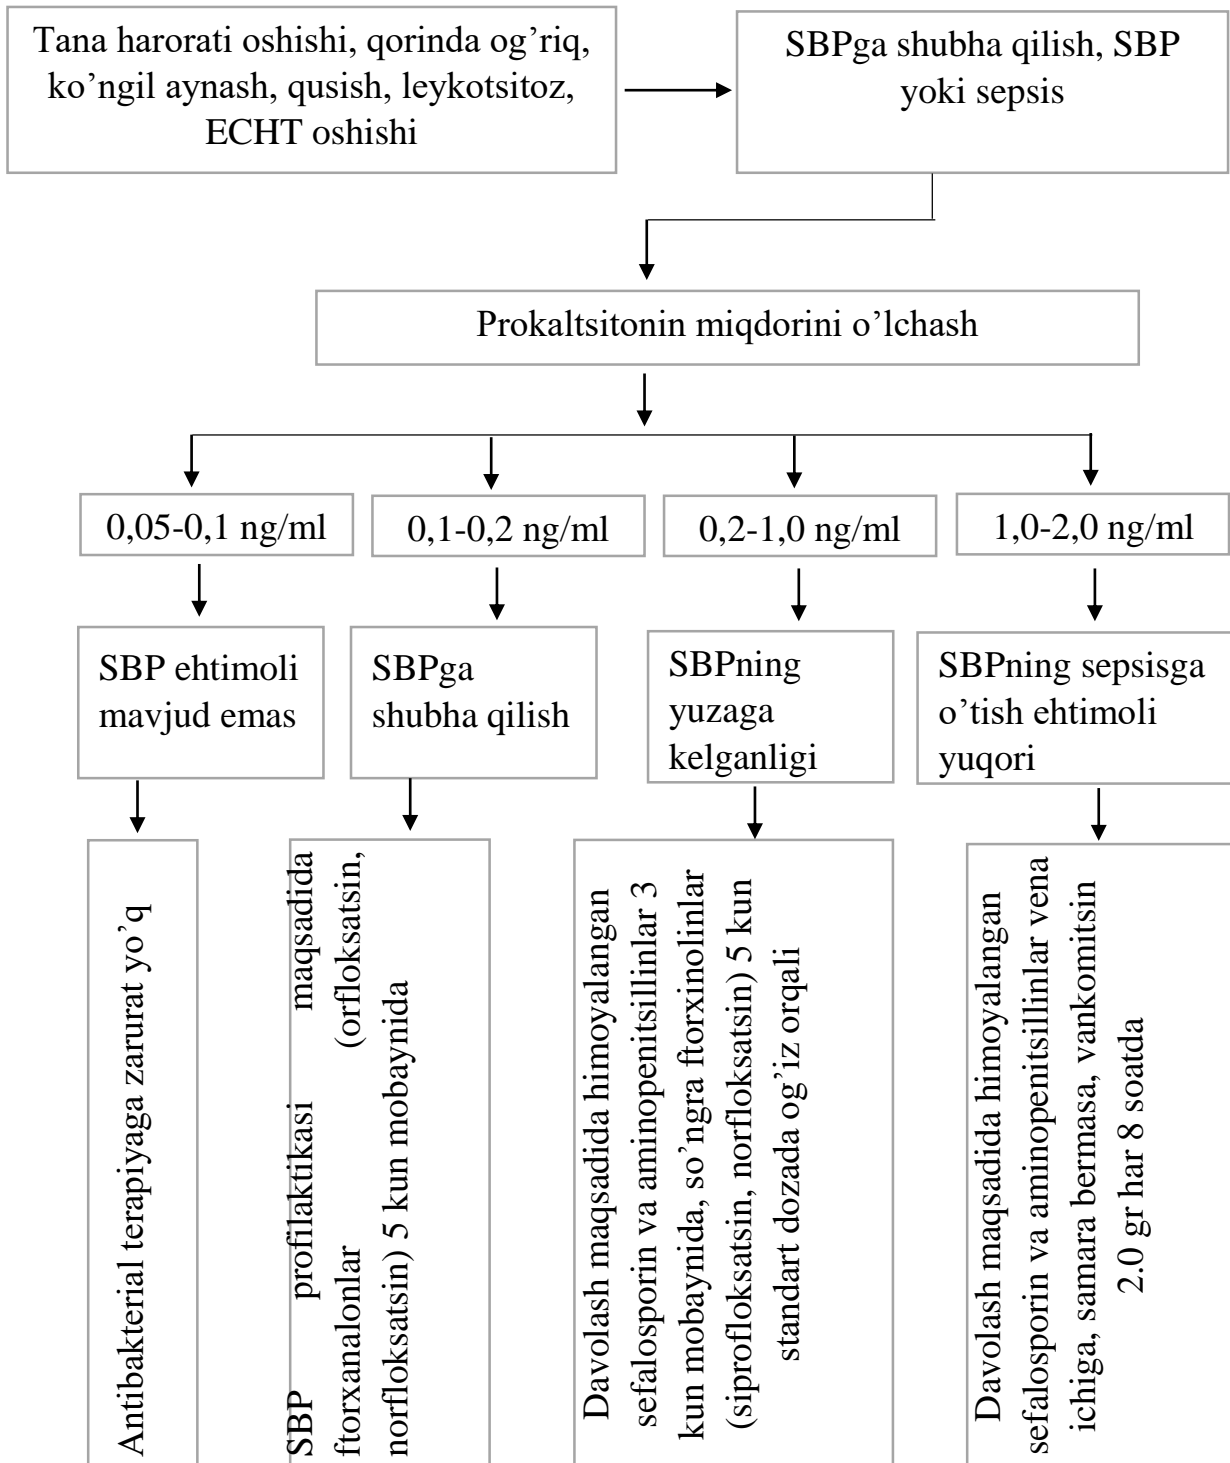 Tana harorati oshishi, qorinda og’riq,
ko’ngil aynash, qusish, leykotsitoz,
ECHT oshishi
SBPga shubha qilish, SBP
yoki sepsis
Prokaltsitonin miqdorini o’lchash
0,05-0,1 ng/ml
0,1-0,2 ng/ml
0,2-1,0 ng/ml
1,0-2,0 ng/ml
SBP ehtimoli
mavjud emas
SBPga
shubha qilish
SBPning
yuzaga
kelganligi
SBPning sepsisga
o’tish ehtimoli
yuqori
Antibakterial terapiyaga zarurat yo’q
SBP profilaktikasi maqsadida
ftorxanalonlar (orfloksatsin,
norfloksatsin) 5 kun mobaynida
Davolash maqsadida himoyalangan
sefalosporin va aminopenitsillinlar 3
kun mobaynida, so’ngra ftorxinolinlar
(siprofloksatsin, norfloksatsin) 5 kun
standart dozada og’iz orqali
Davolash maqsadida himoyalangan
sefalosporin va aminopenitsillinlar vena
ichiga, samara bermasa, vankomitsin
2.0 gr har 8 soatda